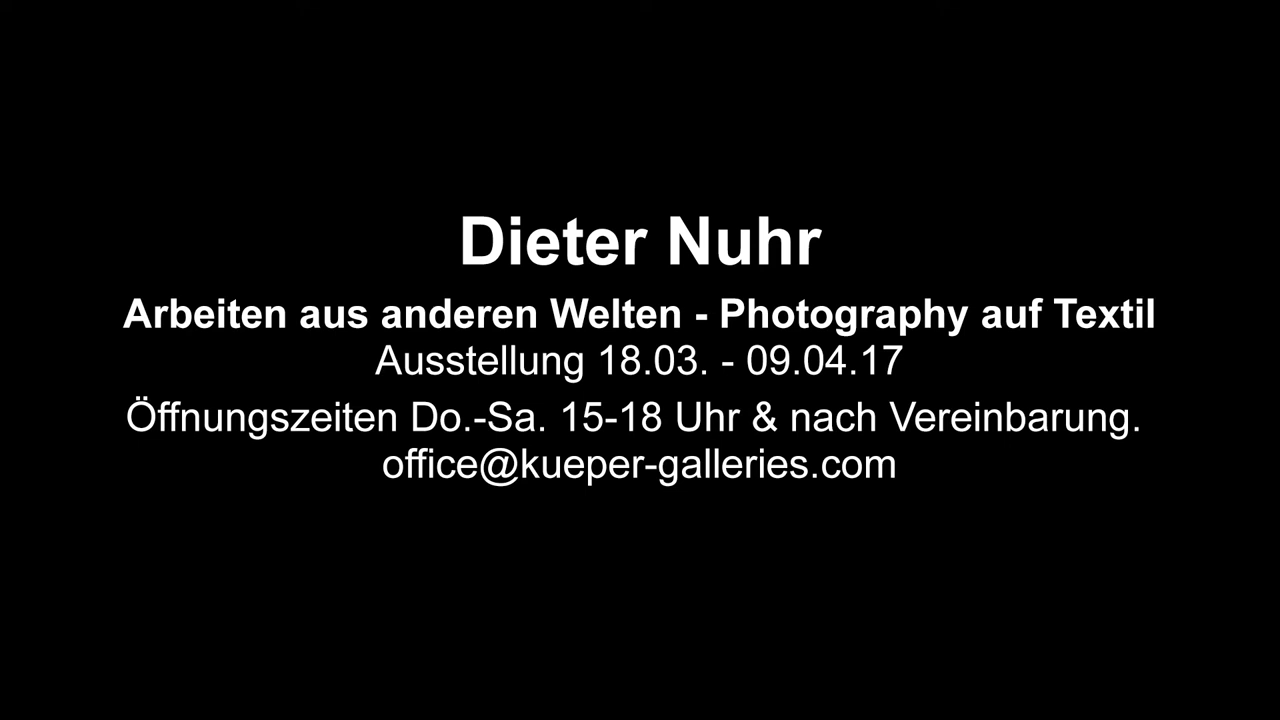 Dieter Nuhr
Arbeiten aus anderen Welten - Photography auf Textil
Ausstellung 18.03. - 09.04.17
Öffnungszeiten Do.-Sa. 15-18 Uhr & nach Vereinbarung.
office@kueper-galleries.com